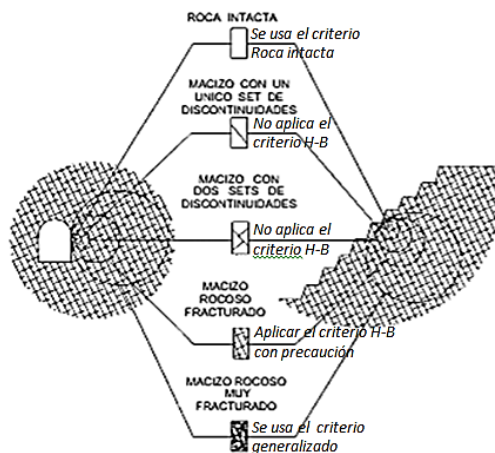 ROCA INTACTA
Se usa el criterio
Roca intacta
MACIZO CON UN
UNICO SET DE
DISCONTINUIDADES
No aplica el
criterio H-B
MACIZO CON
DOS SETS DE
DISCONTINUIDADES
No aplica el
criterio H-B
MACIZO
ROCOSO
FRACTURADO
Aplicar el criterio H-B
con precaución
MACIZO ROCOSO
MUY
FRACTURADO
Se usa el criterio
generalizado